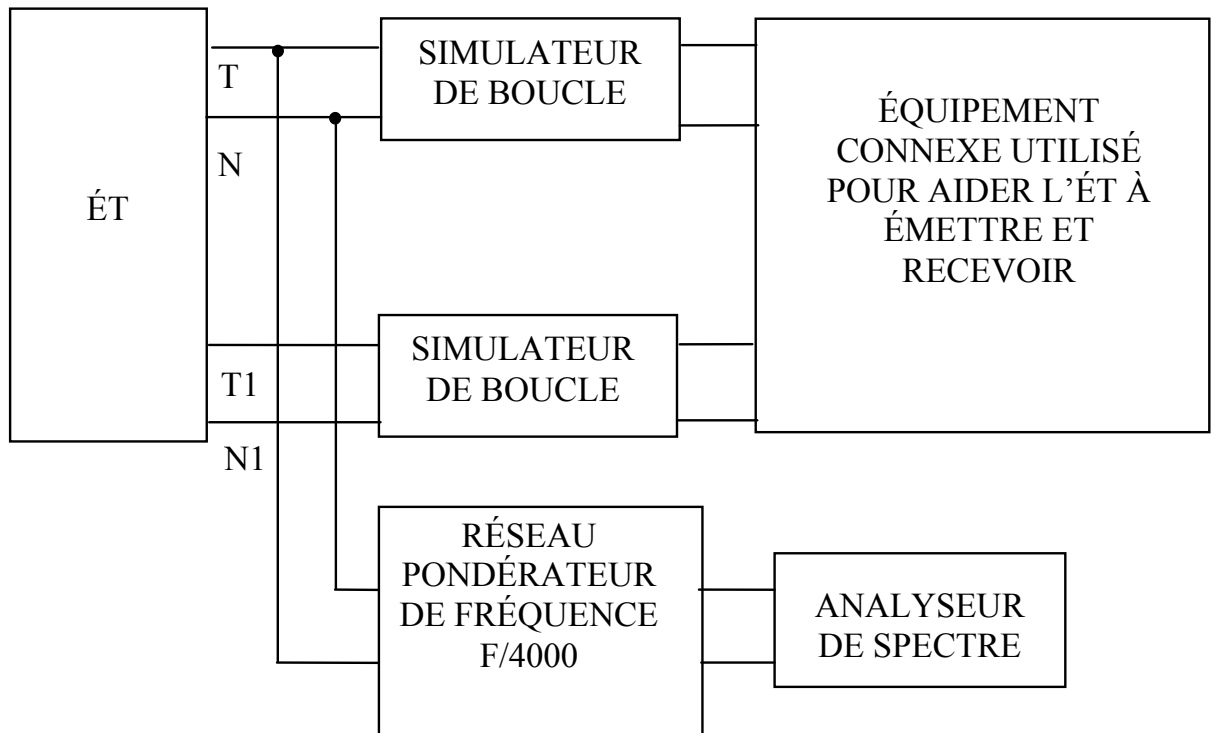 ÉT
T
N
T1
N1
SIMULATEUR
DE BOUCLE
SIMULATEUR
DE BOUCLE
ÉQUIPEMENT
CONNEXE UTILISÉ
POUR AIDER L’ÉT À
ÉMETTRE ET
RECEVOIR
RÉSEAU
PONDÉRATEUR
DE FRÉQUENCE
F/4000
ANALYSEUR
DE SPECTRE